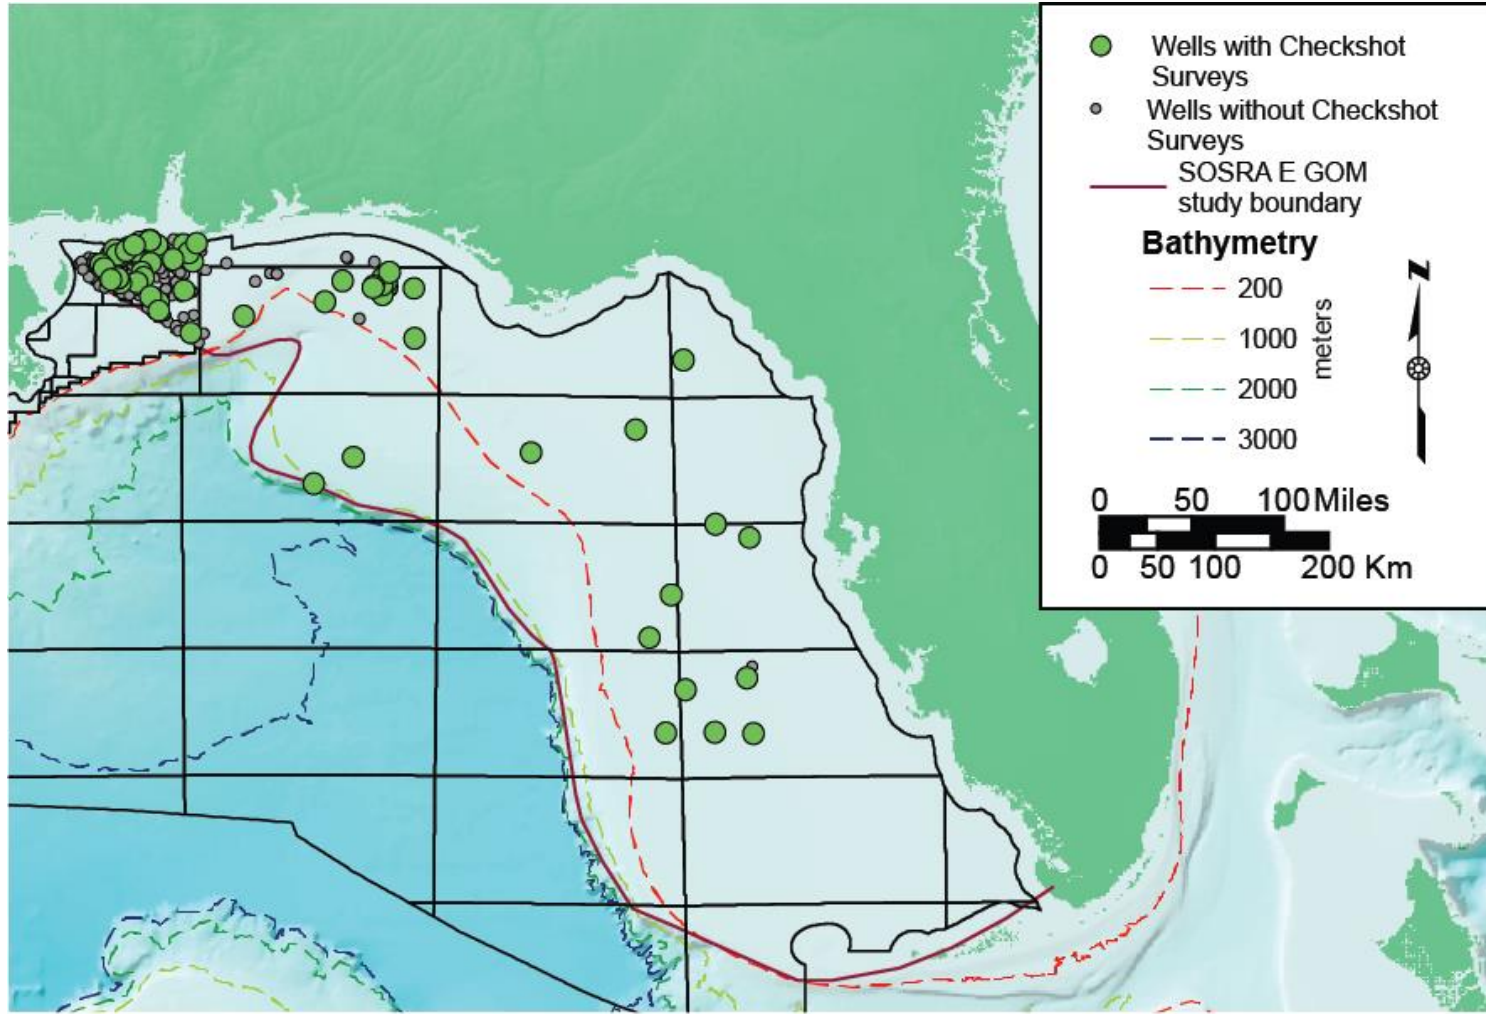 Wells with Checkshot
Surveys
Wells without Checkshot
Surveys
SOSRA E GOM
study boundary
Bathymetry
200
1000
2000
3000
meters
N
0 50 100 Miles
0 50 100 200 Km